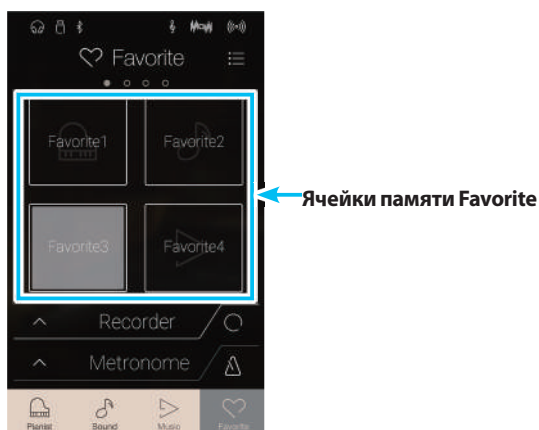 Favorite
Favorite1
Favorite2
Ячейки памяти Favorite
Favorite3
Favorite4
Recorder
Metronome
Pianist Sound Music Favorite